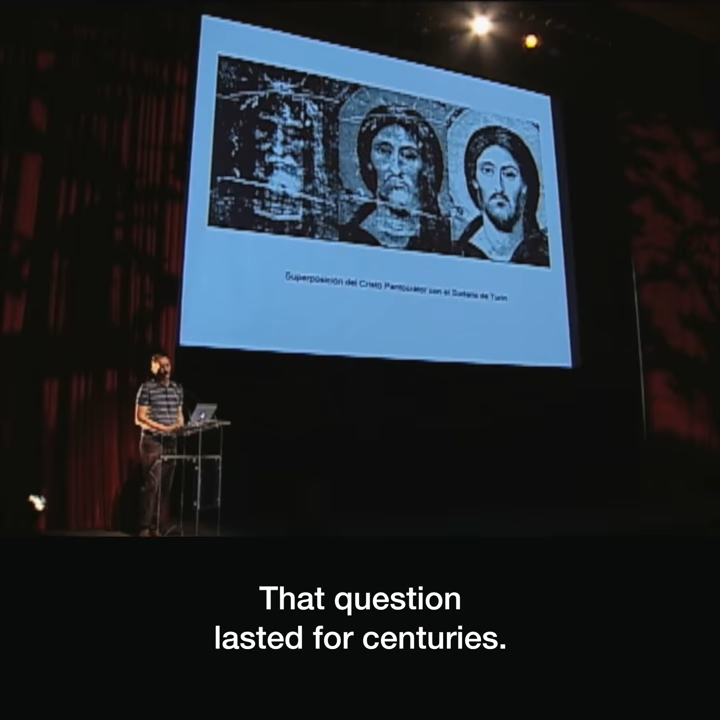 Superposición del Cristo Pantocrátor con el Sudario de Turín
That question
lasted for centuries.